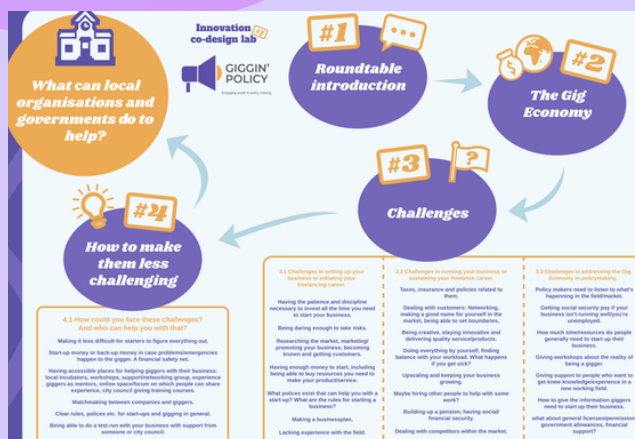 Innovation
co-design lab
#1
GIGGIN'
POLICY
Engaging youth in policy making
#1
Roundtable
introduction
#2
The Gig
Economy
What can local
organisations and
governments do to
help?
#3
?
Challenges
#4
How to make
them less
challenging
3.1 Challenges in setting up your
business or initiating your
freelancing career.
Having the patience and discipline
necessary to invest all the time you need
to start your business.
Being daring enough to take risks.
Researching the market, marketing/
promoting your business, becoming
known and getting customers.
Having enough money to start, including
being able to buy resources you need to
make your product/service.
What polices exist that can help you with a
start-up? What are the rules for starting a
business?
Making a businessplan.
Lacking experience with the field.
3.2 Challenges in running your business or
sustaining your freelance career.
Taxes, insurance and policies related to
them.
Dealing with customers: Networking,
making a good name for yourself in the
market, being able to set boundaries,
Being creative, staying innovative and
delivering quality service/products.
Doing everything by yourself, finding
balance with your workload. What happens
if you get sick?
Upscaling and keeping your business
growing.
Maybe hiring other people to help with some
work?
Building up a pension, having social/
financial security.
Dealing with competitors within the market.
3.3 Challenges in addressing the Gig
Economy in policymaking.
Policy makers need to listen to what's
happening in the field/market.
Getting social security pay if your
business isn't running well/you're
unemployed.
How much time/resources do people
generally need to start up their
business.
Giving workshops about the reality of
being a gigger.
Giving support to people who want to
get knew knowledge/experience in a
new working field.
How to give the information giggers
need to start up their business.
what about general licenses/permission
government allowances, financial
support?
4.1 How could you face these challenges?
And who can help you with that?
Making it less difficult for starters to figure everything out.
Start-up money or back up money in case problems/emergencies
happen to the gigger. A financial safety net.
Having accessible places for helping giggers with their business:
local incubators, workshops, support/networking group, experience
giggers as mentors, online space/forum on which people can share
experience, city council giving training courses.
Matchmaking between companies and giggers.
Clear rules, polices etc. for start-ups and gigging in general.
Being able to do a test run with your business with support from
someone or city council.